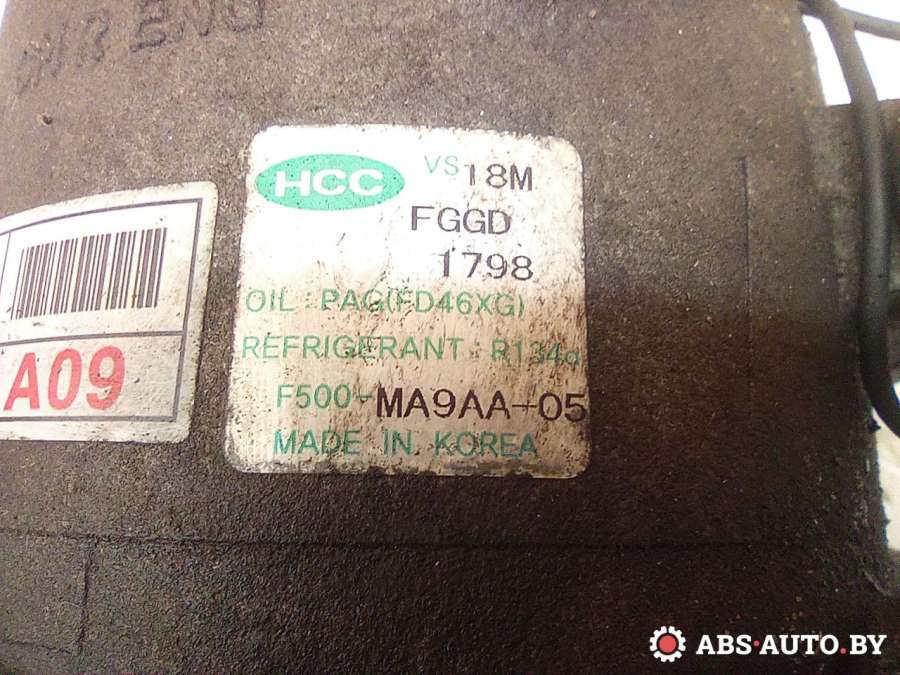 HCC VS18M
FGGD
1798
OIL : PAG(FD46XG)
REFRIGERANT : R134a
F500-MA9AA-05
MADE IN KOREA
A09
ABS-AUTO.BY